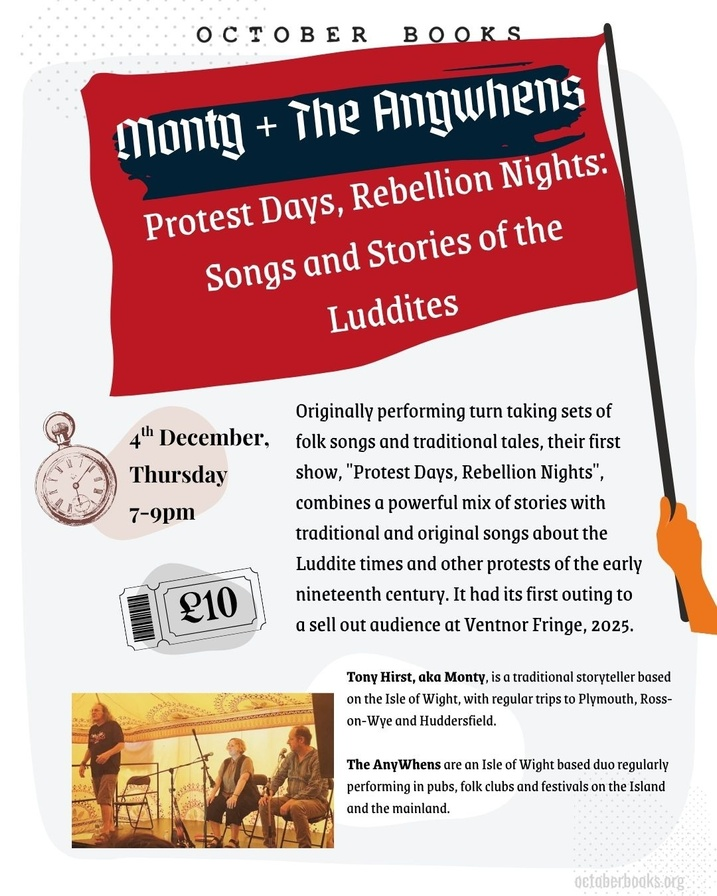 OCTOBER BOOKS
Monty + The Anywhens
Protest Days, Rebellion Nights:
Songs and Stories of the
Luddites
4th December,
Thursday
7-9pm
£10
Originally performing turn taking sets of
folk songs and traditional tales, their first
show, "Protest Days, Rebellion Nights",
combines a powerful mix of stories with
traditional and original songs about the
Luddite times and other protests of the early
nineteenth century. It had its first outing to
a sell out audience at Ventnor Fringe, 2025.
Tony Hirst, aka Monty, is a traditional storyteller based
on the Isle of Wight, with regular trips to Plymouth, Ross-
on-Wye and Huddersfield.
The AnyWhens are an Isle of Wight based duo regularly
performing in pubs, folk clubs and festivals on the Island
and the mainland.
octoberbooks.org